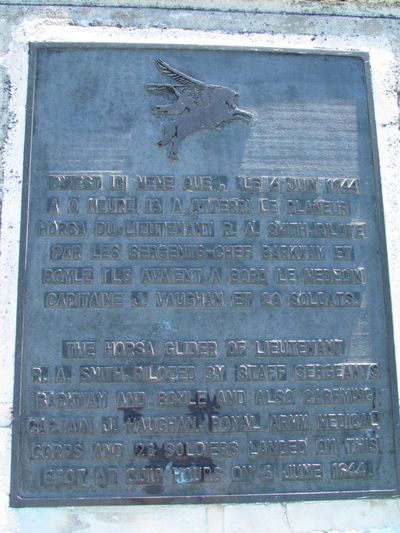 C'EST ICI MEME QUE, LE 6 JUIN 1944
A 0 HEURE 18 A ATTERRI LE PLANEUR
HORSA DU LIEUTENANT R. A. SMITH. PILOTE
PAR LES SERGENTS-CHEF BARKWAY ET
BOYLE ILS AVAIENT A BORD LE MEDECIN
CAPITAINE J. VAUGHAN ET 26 SOLDATS.
THE HORSA GLIDER OF LIEUTENANT
R. A. SMITH. PILOTED BY STAFF SERGEANTS
BARKWAY AND BOYLE AND ALSO CARRYING
CAPTAIN J. VAUGHAN. ROYAL ARMY MEDICAL
CORPS AND 26 SOLDIERS LANDED ON THIS
SPOT AT 0018 HOURS ON 6 JUNE 1944.